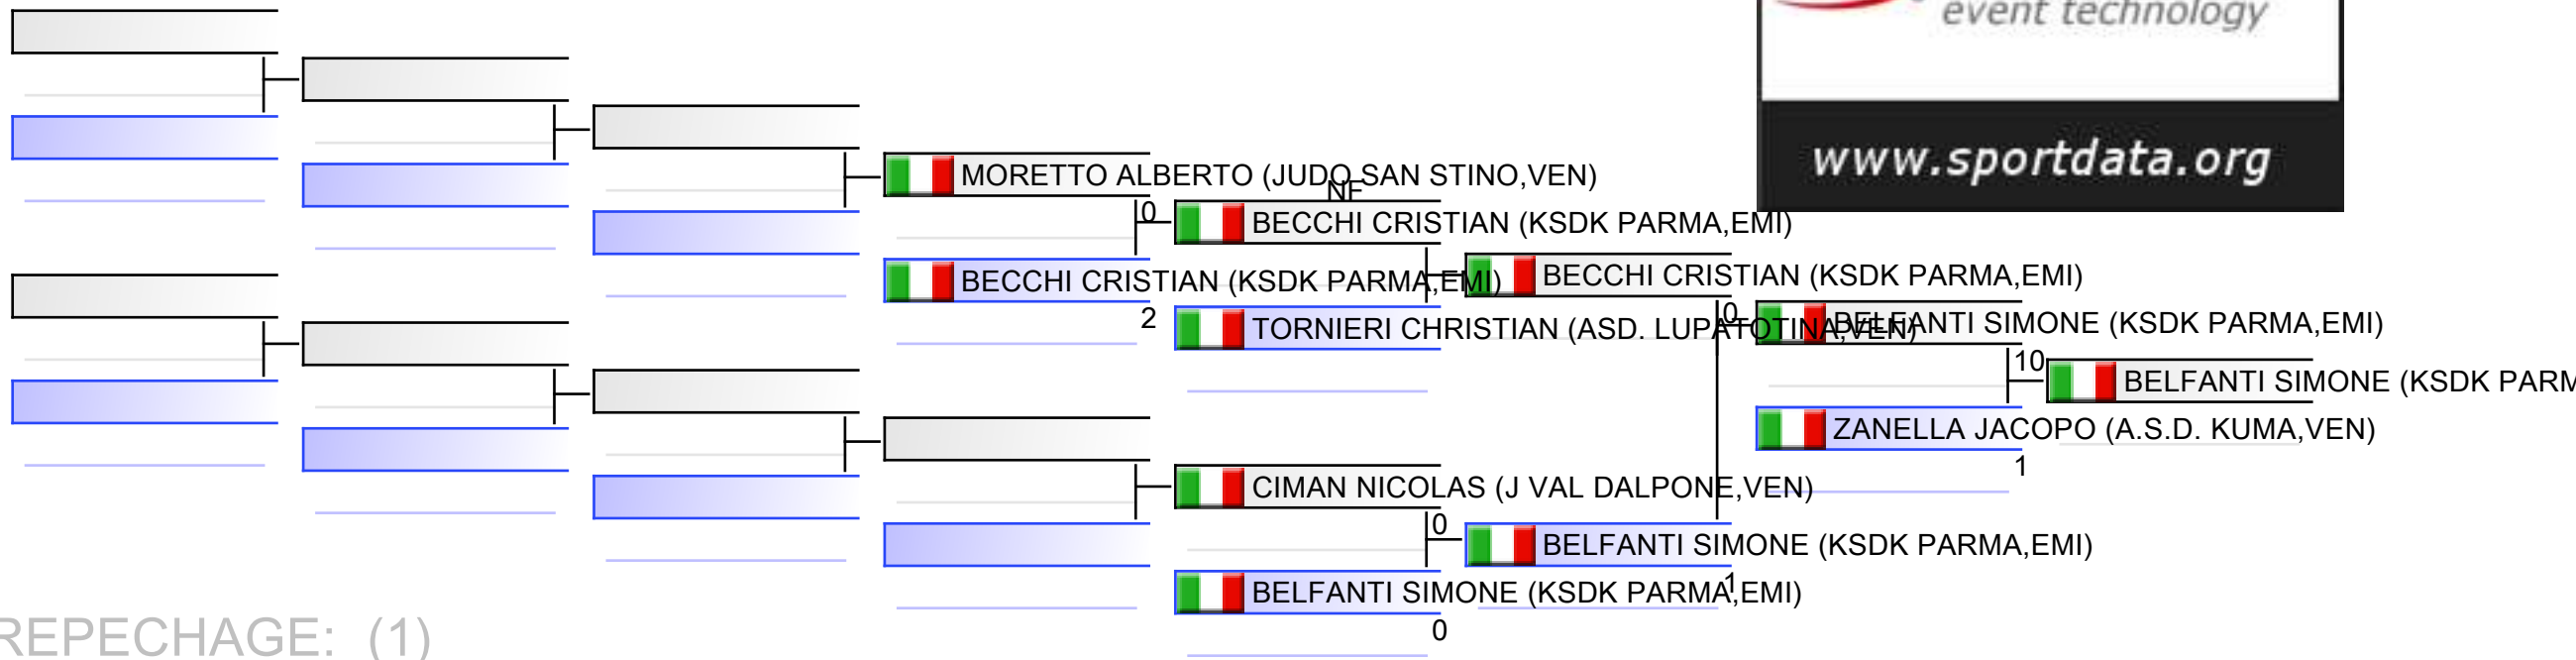 event technology
www.sportdata.org
MORETTO ALBERTO (JUDO SAN STINO,VEN)
NF
0
BECCHI CRISTIAN (KSDK PARMA,EMI)
BECCHI CRISTIAN (KSDK PARMA,EMI)
2
BECCHI CRISTIAN (KSDK PARMA,EMI)
0
TORNIERI CHRISTIAN (ASD. LUPATOTINA,VEN)
BELFANTI SIMONE (KSDK PARMA,EMI)
10
BELFANTI SIMONE (KSDK PARM
ZANELLA JACOPO (A.S.D. KUMA,VEN)
1
CIMAN NICOLAS (J VAL DALPONE,VEN)
0
BELFANTI SIMONE (KSDK PARMA,EMI)
1
BELFANTI SIMONE (KSDK PARMA,EMI)
0
REPECHAGE: (1)